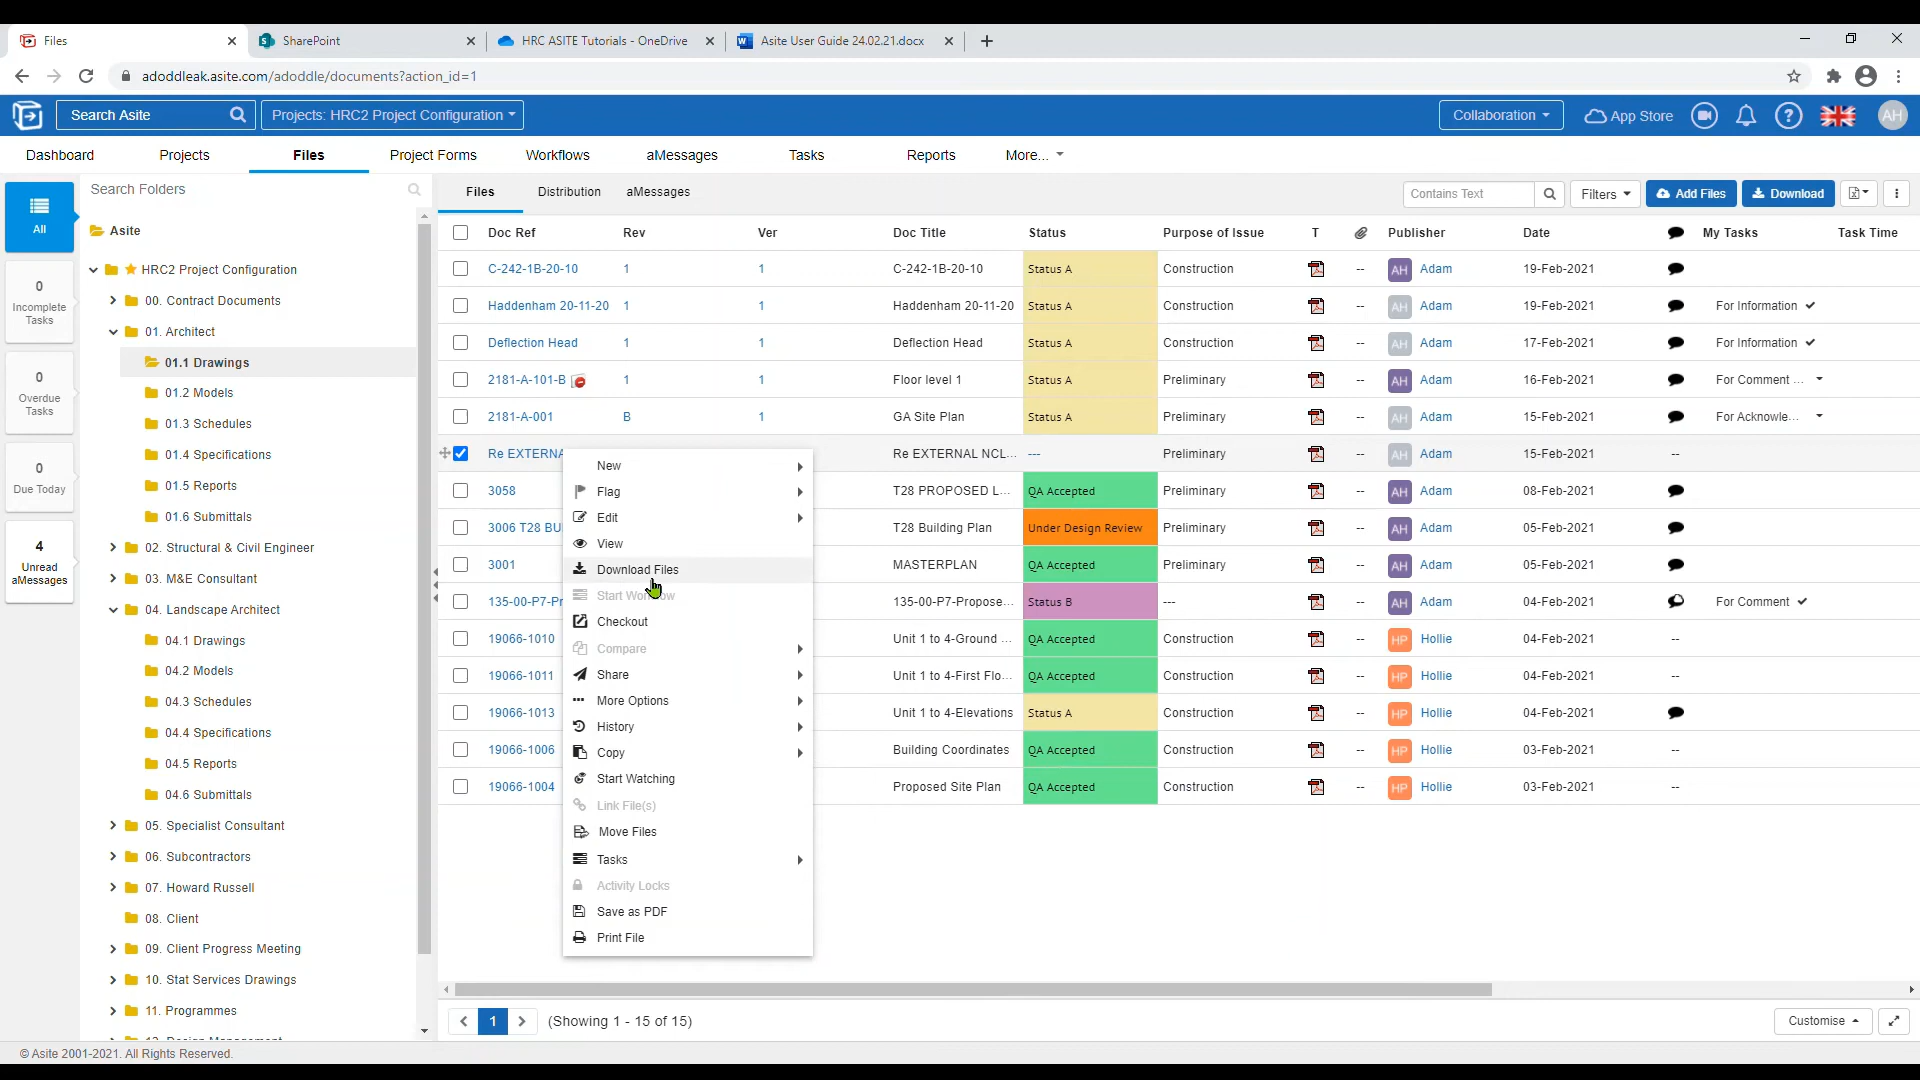 Files
SharePoint
HRC ASITE Tutorials - OneDrive
Asite User Guide 24.02.21.docx
adoddleak.asite.com/adoddle/documents?action_id=1
Search Asite
Projects: HRC2 Project Configuration
Collaboration
App Store
AH
Dashboard
Projects
Files
Project Forms
Workflows
aMessages
Tasks
Reports
More...
All
0
Incomplete
Tasks
0
Overdue
Tasks
0
Due Today
4
Unread
aMessages
Search Folders
Asite
HRC2 Project Configuration
00. Contract Documents
01. Architect
01.1 Drawings
01.2 Models
01.3 Schedules
01.4 Specifications
01.5 Reports
01.6 Submittals
02. Structural & Civil Engineer
03. M&E Consultant
04. Landscape Architect
04.1 Drawings
04.2 Models
04.3 Schedules
04.4 Specifications
04.5 Reports
04.6 Submittals
05. Specialist Consultant
06. Subcontractors
07. Howard Russell
08. Client
09. Client Progress Meeting
10. Stat Services Drawings
11. Programmes
Files Distribution aMessages
Contains Text
Filters
Add Files
Download
Doc Ref Rev Ver Doc Title Status Purpose of Issue T Publisher Date My Tasks Task Time
C-242-1B-20-10 1 1 C-242-1B-20-10 Status A Construction -- AH Adam 19-Feb-2021
Haddenham 20-11-20 1 1 Haddenham 20-11-20 Status A Construction -- AH Adam 19-Feb-2021 For Information
Deflection Head 1 1 Deflection Head Status A Construction -- AH Adam 17-Feb-2021 For Information
2181-A-101-B 1 1 Floor level 1 Status A Preliminary -- AH Adam 16-Feb-2021 For Comment ...
2181-A-001 B 1 GA Site Plan Status A Preliminary -- AH Adam 15-Feb-2021 For Acknowle...
Re EXTERNA Re EXTERNAL NCL... --- Preliminary -- AH Adam 15-Feb-2021 --
3058 T28 PROPOSED L... QA Accepted Preliminary -- AH Adam 08-Feb-2021
3006 T28 BU T28 Building Plan Under Design Review Preliminary -- AH Adam 05-Feb-2021
3001 MASTERPLAN QA Accepted Preliminary -- AH Adam 05-Feb-2021
135-00-P7-Pr 135-00-P7-Propose... Status B --- -- AH Adam 04-Feb-2021 For Comment
19066-1010 Unit 1 to 4-Ground ... QA Accepted Construction -- HP Hollie 04-Feb-2021 --
19066-1011 Unit 1 to 4-First Flo... QA Accepted Construction -- HP Hollie 04-Feb-2021 --
19066-1013 Unit 1 to 4-Elevations Status A Construction -- HP Hollie 04-Feb-2021
19066-1006 Building Coordinates QA Accepted Construction -- HP Hollie 03-Feb-2021 --
19066-1004 Proposed Site Plan QA Accepted Construction -- HP Hollie 03-Feb-2021 --
New
Flag
Edit
View
Download Files
Start
Checkout
Compare
Share
More Options
History
Copy
Start Watching
Link File(s)
Move Files
Tasks
Activity Locks
Save as PDF
Print File
1
(Showing 1 - 15 of 15)
Customise
© Asite 2001-2021. All Rights Reserved.